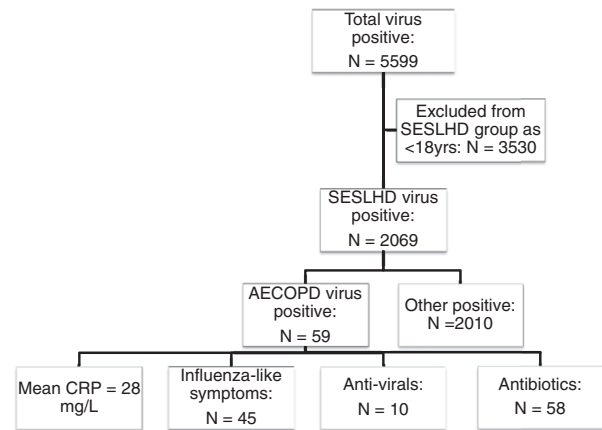 Total virus
positive:
N = 5599
Excluded from
SESLHD group as
<18yrs: N = 3530
SESLHD virus
positive:
N = 2069
AECOPD virus
positive:
N = 59
Other positive:
N =2010
Mean CRP = 28
mg/L
Influenza-like
symptoms:
N = 45
Anti-virals:
N = 10
Antibiotics:
N = 58